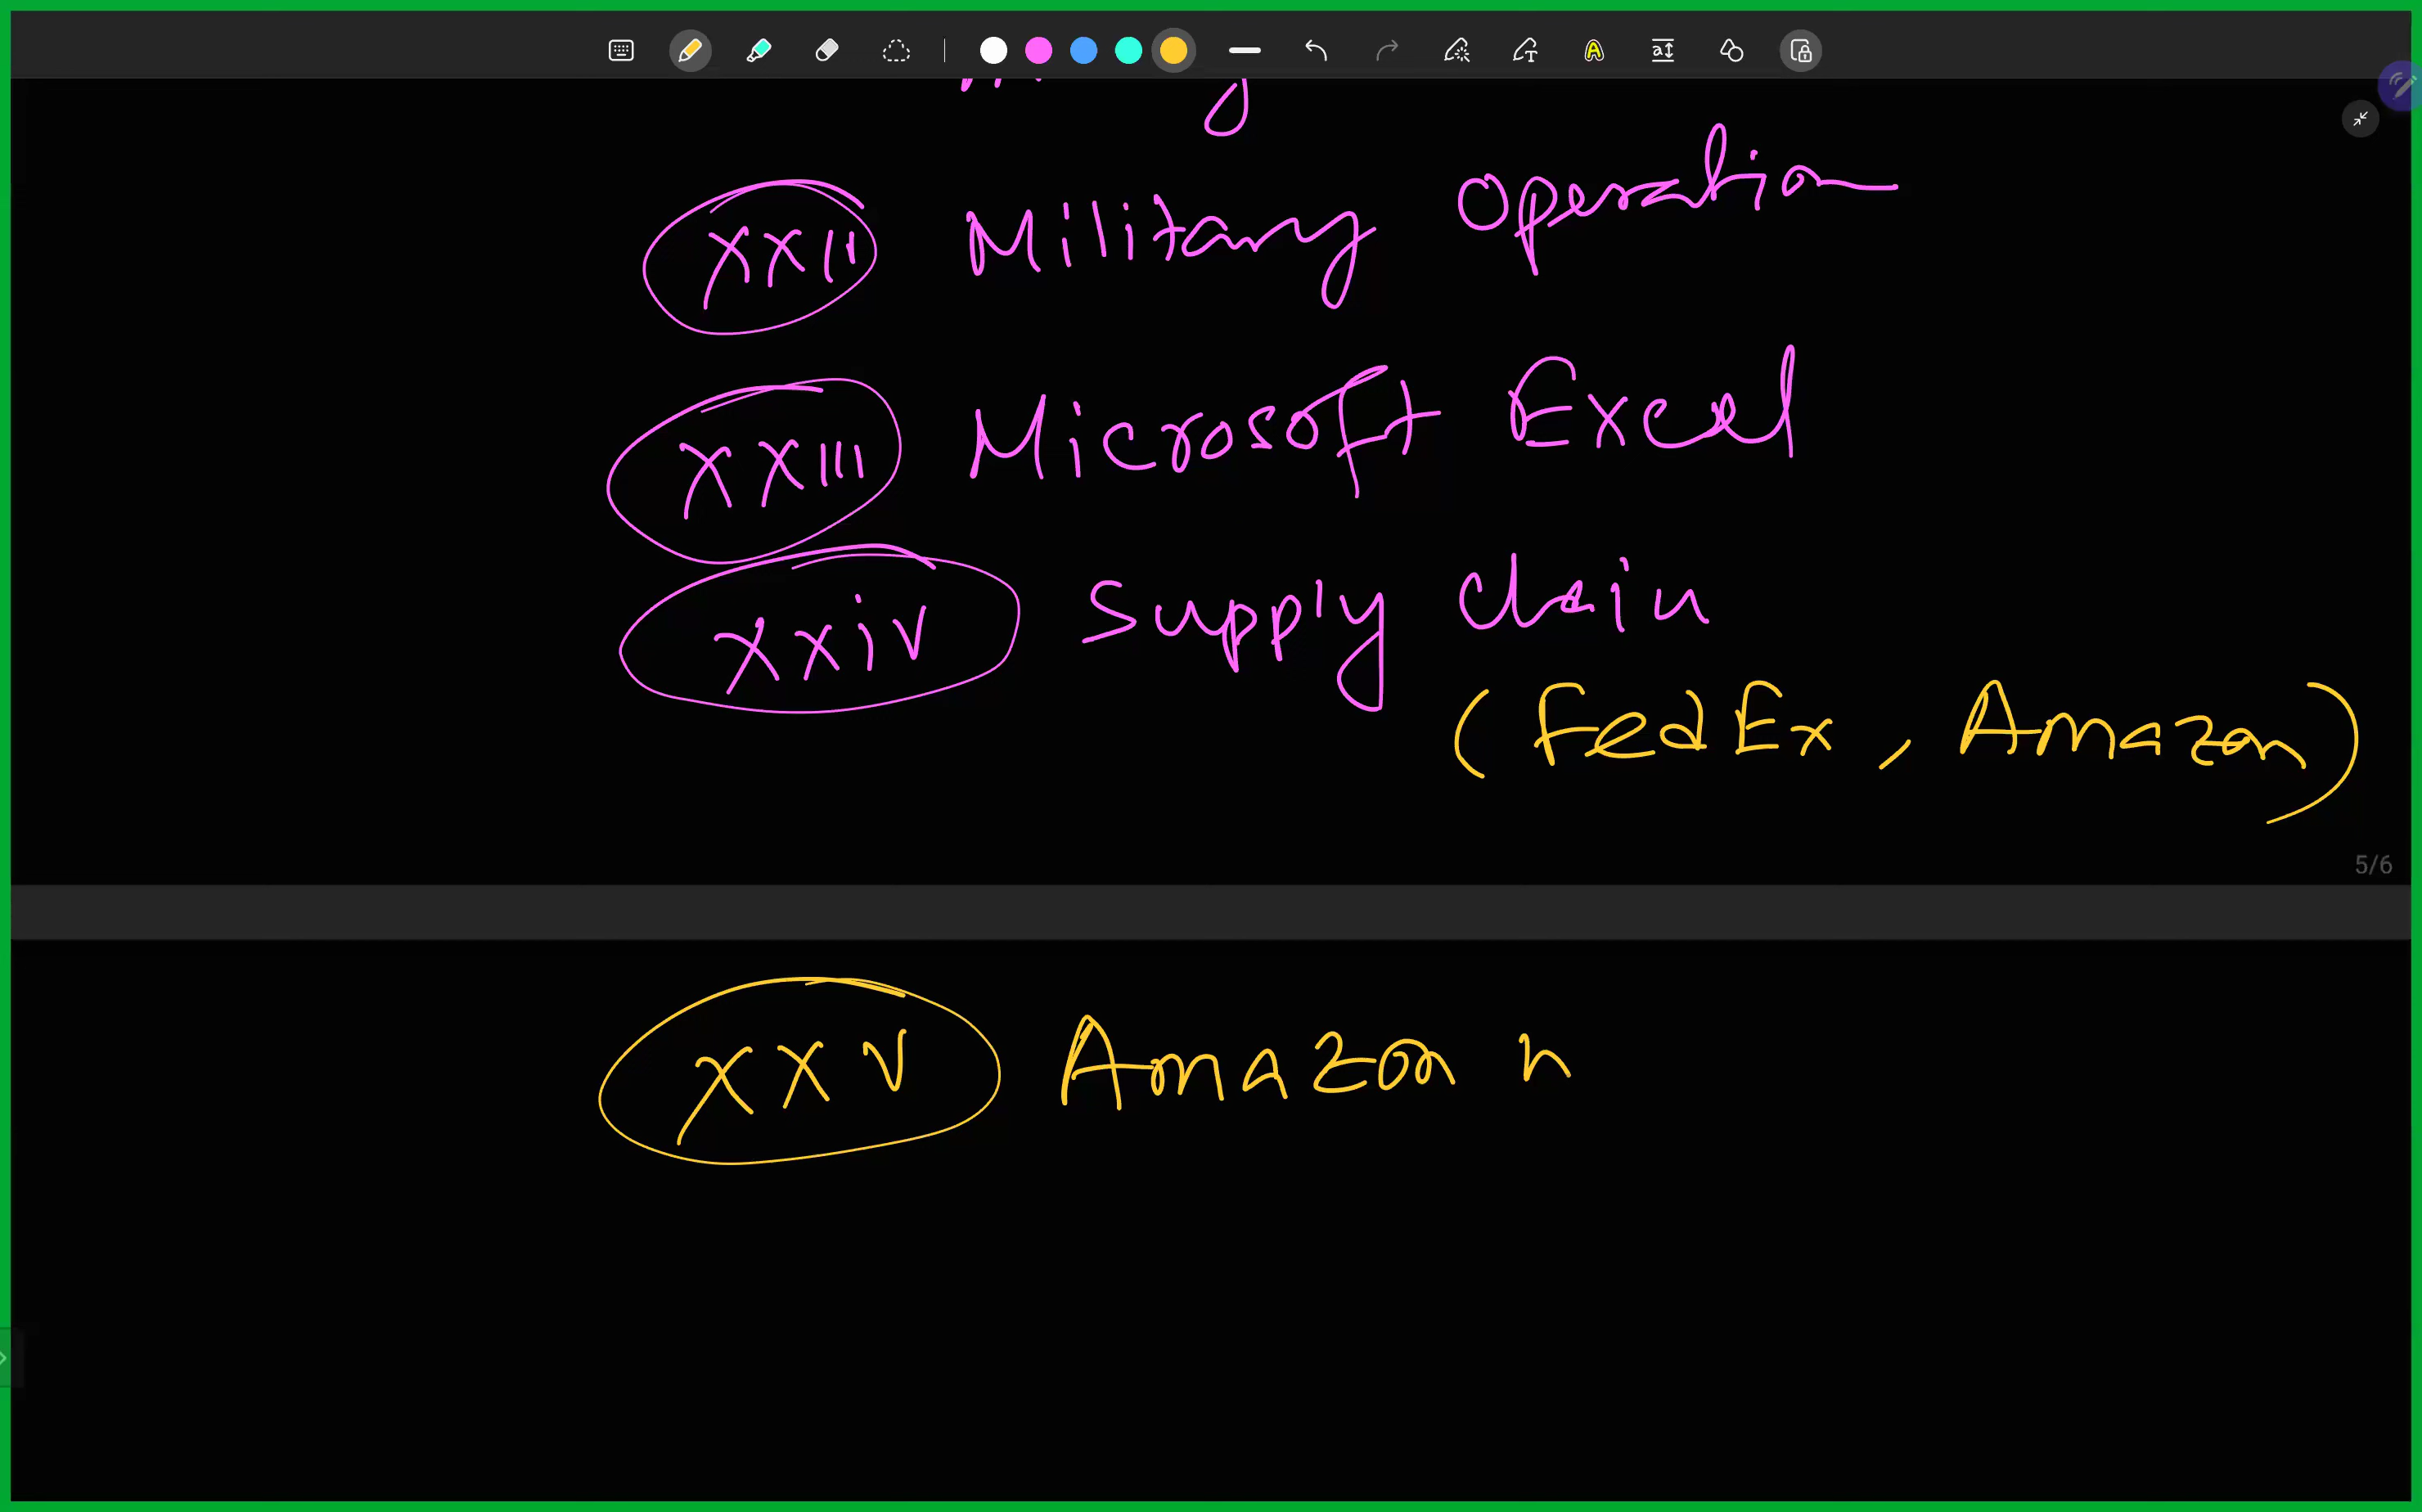 XXII Military Operation
XXIII Microsoft Excel
XXiV Supply chain
(FedEx, Amazon)
5/6
XXV Amazon